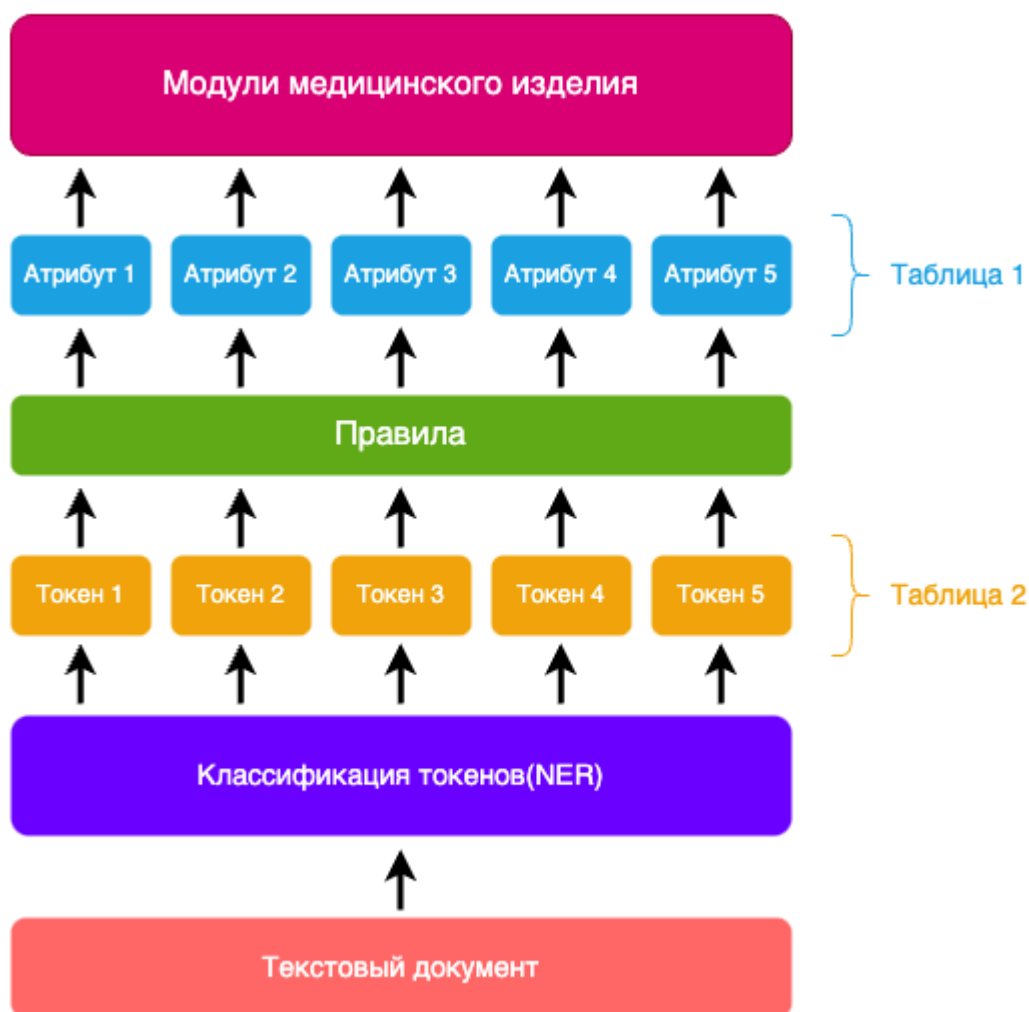 Модули медицинского изделия
Атрибут 1 Атрибут 2 Атрибут 3 Атрибут 4 Атрибут 5 Таблица 1
Правила
Токен 1 Токен 2 Токен 3 Токен 4 Токен 5 Таблица 2
Классификация токенов(NER)
Текстовый документ